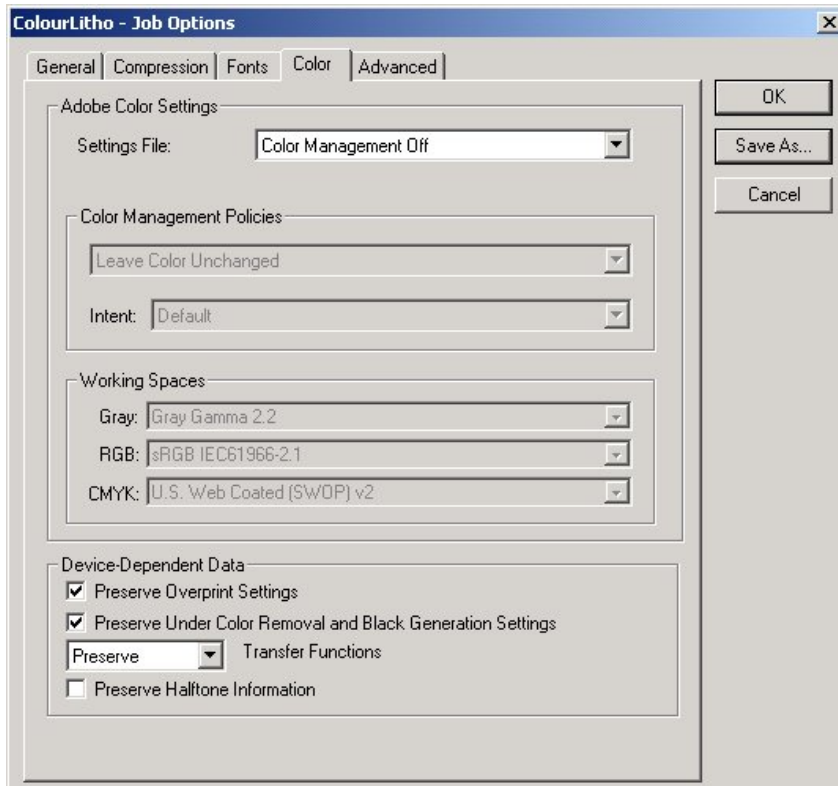 ColourLitho - Job Options
General Compression Fonts Color Advanced
OK
Save As...
Cancel
Adobe Color Settings
Settings File: Color Management Off
Color Management Policies
Leave Color Unchanged
Intent: Default
Working Spaces
Gray: Gray Gamma 2.2
RGB: sRGB IEC61966-2.1
CMYK: U.S. Web Coated (SWOP) v2
Device-Dependent Data
Preserve Overprint Settings
Preserve Under Color Removal and Black Generation Settings
Preserve Transfer Functions
Preserve Halftone Information